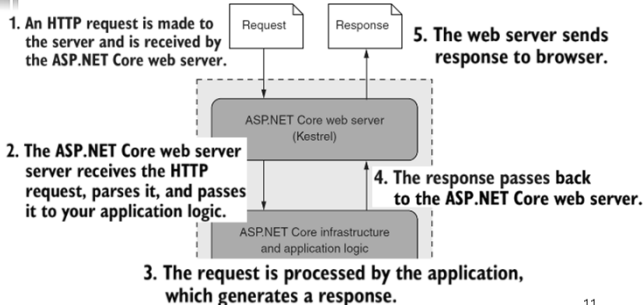 1. An HTTP request is made to
the server and is received by
the ASP.NET Core web server.
Request
Response
5. The web server sends
response to browser.
ASP.NET Core web server
(Kestrel)
2. The ASP.NET Core web server
server receives the HTTP
request, parses it, and passes
it to your application logic.
4. The response passes back
to the ASP.NET Core web server.
ASP.NET Core infrastructure
and application logic
3. The request is processed by the application,
which generates a response.
11